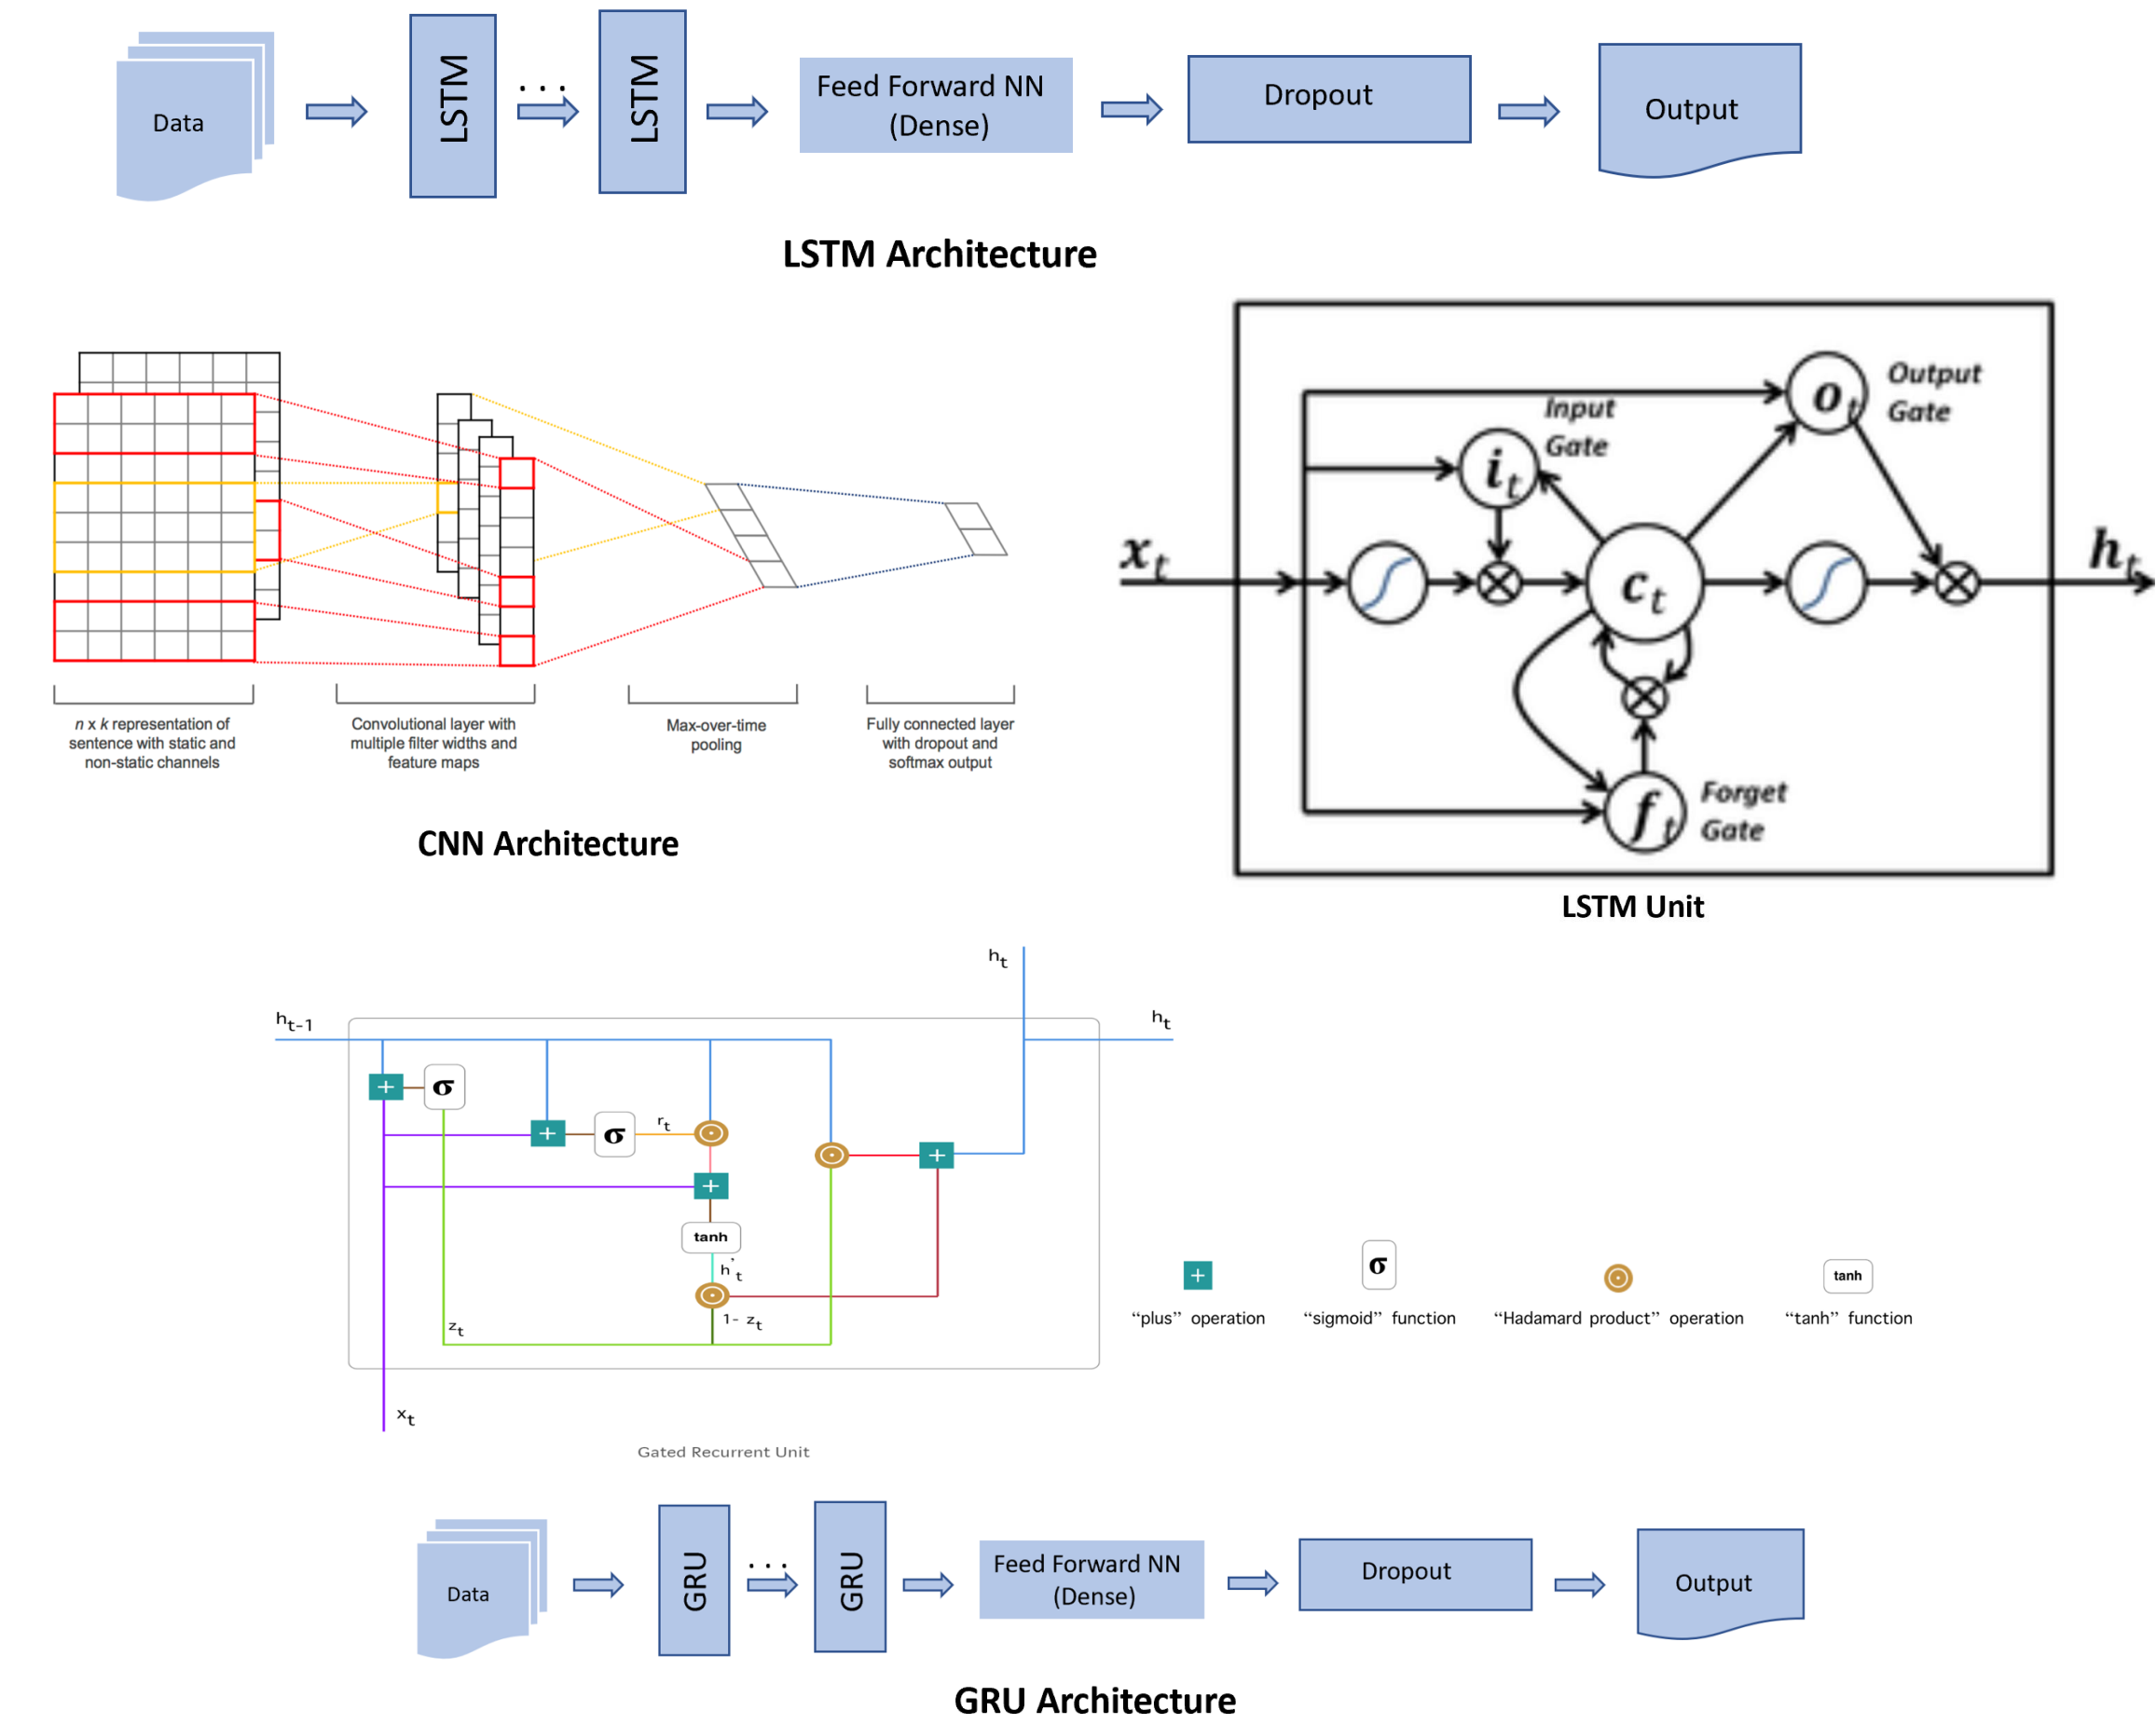 Data
LSTM
. . .
LSTM
Feed Forward NN
(Dense)
Dropout
Output
LSTM Architecture
n x k representation of
sentence with static and
non-static channels
Convolutional layer with
multiple filter widths and
feature maps
Max-over-time
pooling
Fully connected layer
with dropout and
softmax output
CNN Architecture
x_t
Input
Gate
i_t
Output
Gate
o_t
c_t
h_t
Forget
Gate
f_t
LSTM Unit
h_t
h_t-1
h_t
+
σ
+
σ
r_t
+
+
tanh
h'_t
1- z_t
z_t
x_t
Gated Recurrent Unit
+
σ
tanh
“plus” operation
“sigmoid” function
“Hadamard product” operation
“tanh” function
Data
GRU
. . .
GRU
Feed Forward NN
(Dense)
Dropout
Output
GRU Architecture